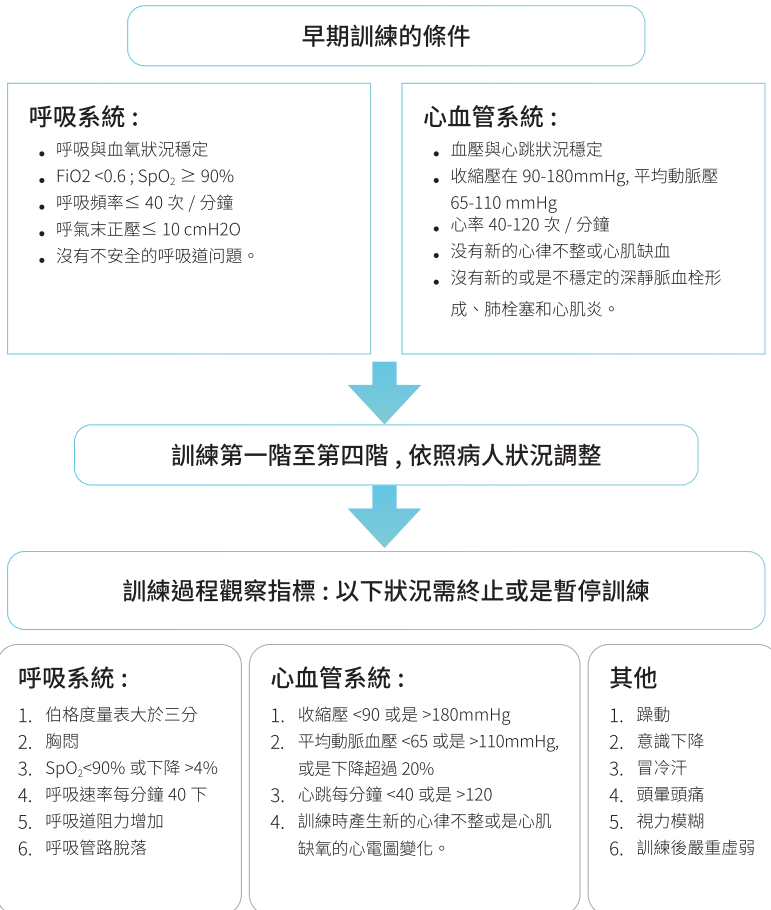 早期訓練的條件
呼吸系統 :
• 呼吸與血氧狀況穩定
• FiO2 <0.6 ; SpO₂ ≥ 90%
• 呼吸頻率≤ 40 次 / 分鐘
• 呼氣末正壓≤ 10 cmH2O
• 沒有不安全的呼吸道问題。
心血管系統 :
• 血壓與心跳狀況穩定
• 收縮壓在 90-180mmHg, 平均動脈壓
65-110 mmHg
• 心率 40-120 次 / 分鐘
• 没有新的心律不整或心肌缺血
• 沒有新的或是不穩定的深靜脈血栓形
成、肺栓塞和心肌炎。
訓練第一階至第四階 , 依照病人狀況調整
訓練過程觀察指標 : 以下狀況需終止或是暫停訓練
呼吸系統 :
1. 伯格度量表大於三分
2. 胸悶
3. SpO₂<90% 或下降 >4%
4. 呼吸速率每分鐘 40 下
5. 呼吸道阻力增加
6. 呼吸管路脫落
心血管系統 :
1. 收縮壓 <90 或是 >180mmHg
2. 平均動脈血壓 <65 或是 >110mmHg,
或是下降超過 20%
3. 心跳每分鐘 <40 或是 >120
4. 訓練時產生新的心律不整或是心肌
缺氧的心電圖變化。
其他
1. 躁動
2. 意識下降
3. 冒冷汗
4. 頭暈頭痛
5. 視力模糊
6. 訓練後嚴重虛弱